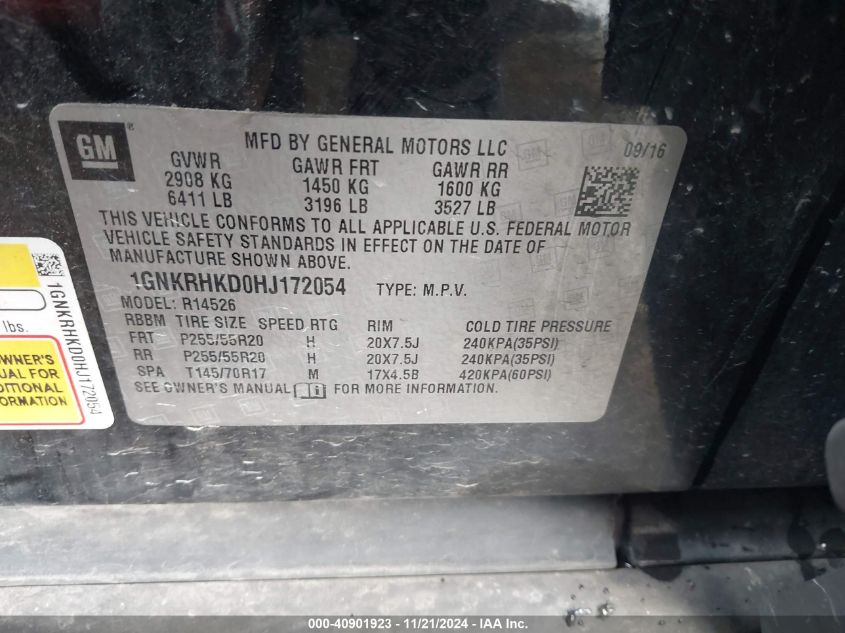 GM ®
MFD BY GENERAL MOTORS LLC
09/16
GVWR GAWR FRT GAWR RR
2908 KG 1450 KG 1600 KG
6411 LB 3196 LB 3527 LB
THIS VEHICLE CONFORMS TO ALL APPLICABLE U.S. FEDERAL MOTOR
VEHICLE SAFETY STANDARDS IN EFFECT ON THE DATE OF
MANUFACTURE SHOWN ABOVE.
1GNKRHKD0HJ172054 TYPE: M.P.V.
MODEL: R14526
RBBM TIRE SIZE SPEED RTG RIM COLD TIRE PRESSURE
FRT P255/55R20 H 20X7.5J 240KPA(35PSI)
RR P255/55R20 H 20X7.5J 240KPA(35PSI)
SPA T145/70R17 M 17X4.5B 420KPA(60PSI)
SEE OWNER'S MANUAL i FOR MORE INFORMATION.
1GNKRHKD0HJ172054
lbs.
FOR
000-40901923 - 11/21/2024 - IAA Inc.